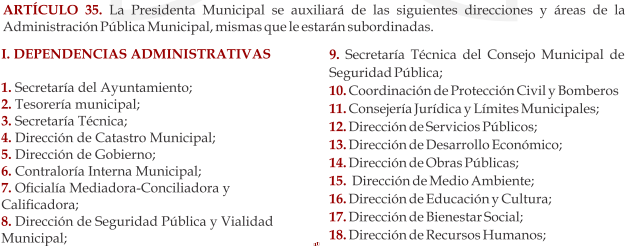 ARTÍCULO 35. La Presidenta Municipal se auxiliará de las siguientes direcciones y áreas de la
Administración Pública Municipal, mismas que le estarán subordinadas.
I. DEPENDENCIAS ADMINISTRATIVAS
1. Secretaría del Ayuntamiento;
2. Tesorería municipal;
3. Secretaría Técnica;
4. Dirección de Catastro Municipal;
5. Dirección de Gobierno;
6. Contraloría Interna Municipal;
7. Oficialía Mediadora-Conciliadora y
Calificadora;
8. Dirección de Seguridad Pública y Vialidad
Municipal;
9. Secretaría Técnica del Consejo Municipal de
Seguridad Pública;
10. Coordinación de Protección Civil y Bomberos
11. Consejería Jurídica y Límites Municipales;
12. Dirección de Servicios Públicos;
13. Dirección de Desarrollo Económico;
14. Dirección de Obras Públicas;
15. Dirección de Medio Ambiente;
16. Dirección de Educación y Cultura;
17. Dirección de Bienestar Social;
18. Dirección de Recursos Humanos;